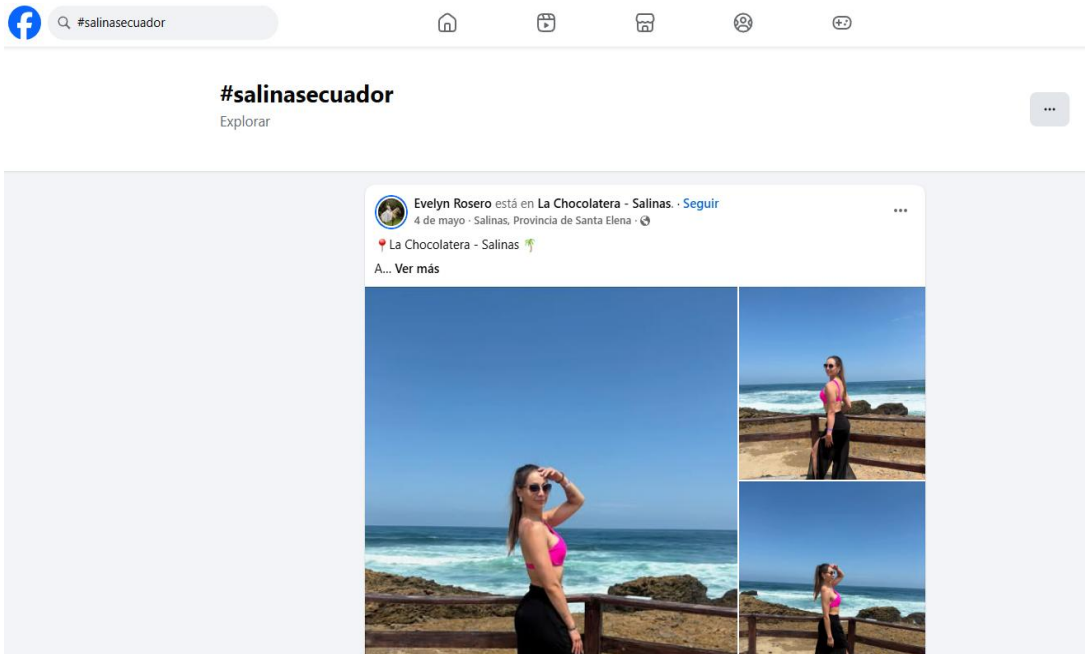 #salinasecuador
#salinasecuador
Explorar
Evelyn Rosero está en La Chocolatera - Salinas. · Seguir
4 de mayo · Salinas, Provincia de Santa Elena ·
📍La Chocolatera - Salinas 🌴
A... Ver más